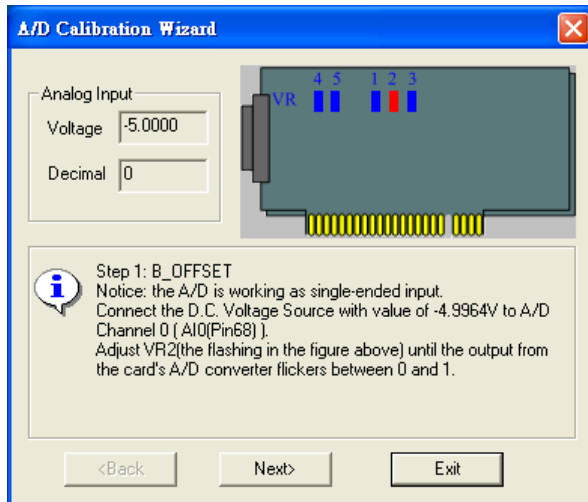 A/D Calibration Wizard
Analog Input
Voltage -5.0000
Decimal 0
4 5 1 2 3
VR
Step 1: B_OFFSET
Notice: the A/D is working as single-ended input.
Connect the D.C. Voltage Source with value of -4.9964V to A/D
Channel 0 ( AI0(Pin68) ).
Adjust VR2(the flashing in the figure above) until the output from
the card's A/D converter flickers between 0 and 1.
<Back Next> Exit